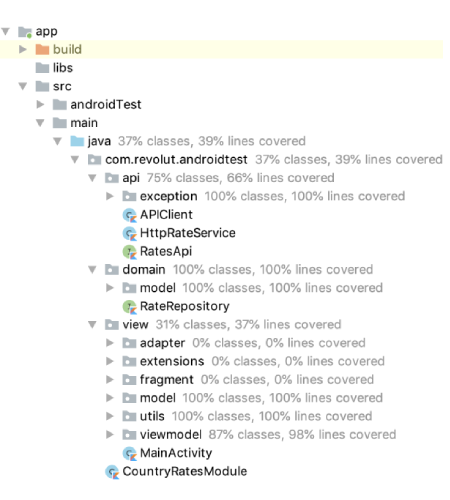 app
build
libs
src
androidTest
main
java 37% classes, 39% lines covered
com.revolut.androidtest 37% classes, 39% lines covered
api 75% classes, 66% lines covered
exception 100% classes, 100% lines covered
APIClient
HttpRateService
RatesApi
domain 100% classes, 100% lines covered
model 100% classes, 100% lines covered
RateRepository
view 31% classes, 37% lines covered
adapter 0% classes, 0% lines covered
extensions 0% classes, 0% lines covered
fragment 0% classes, 0% lines covered
model 100% classes, 100% lines covered
utils 100% classes, 100% lines covered
viewmodel 87% classes, 98% lines covered
MainActivity
CountryRatesModule